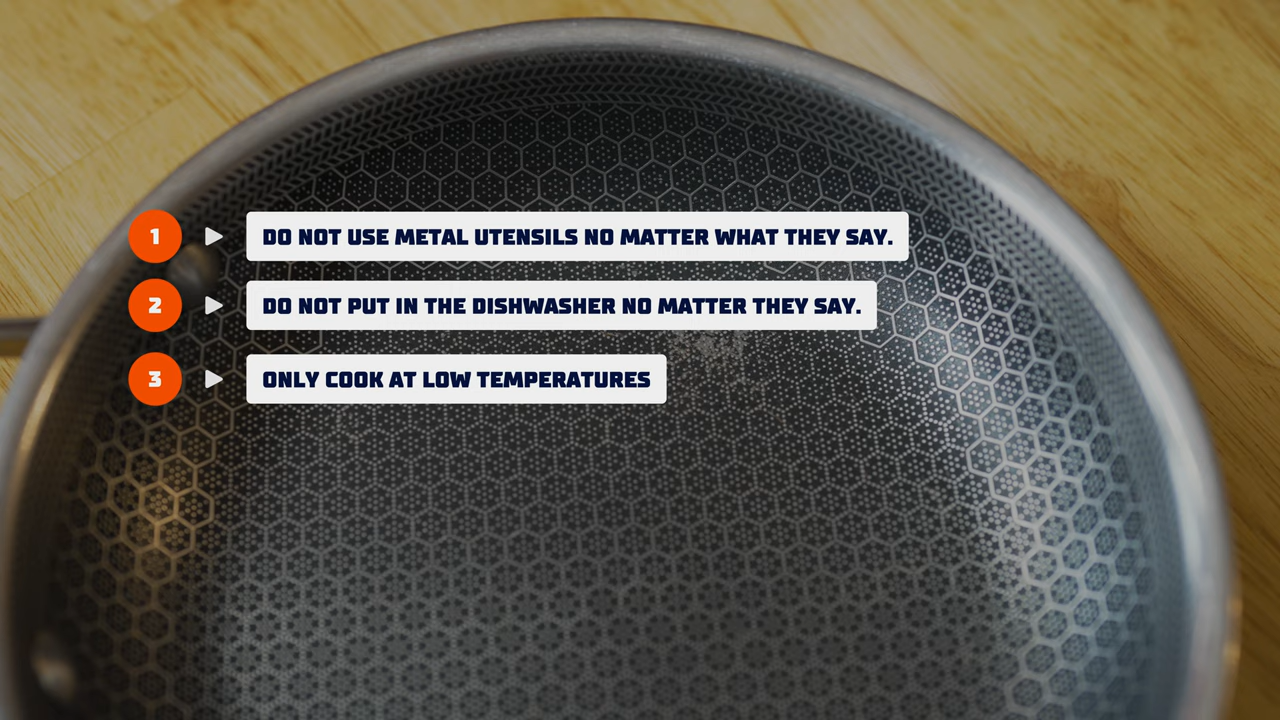 1 DO NOT USE METAL UTENSILS NO MATTER WHAT THEY SAY.
2 DO NOT PUT IN THE DISHWASHER NO MATTER THEY SAY.
3 ONLY COOK AT LOW TEMPERATURES